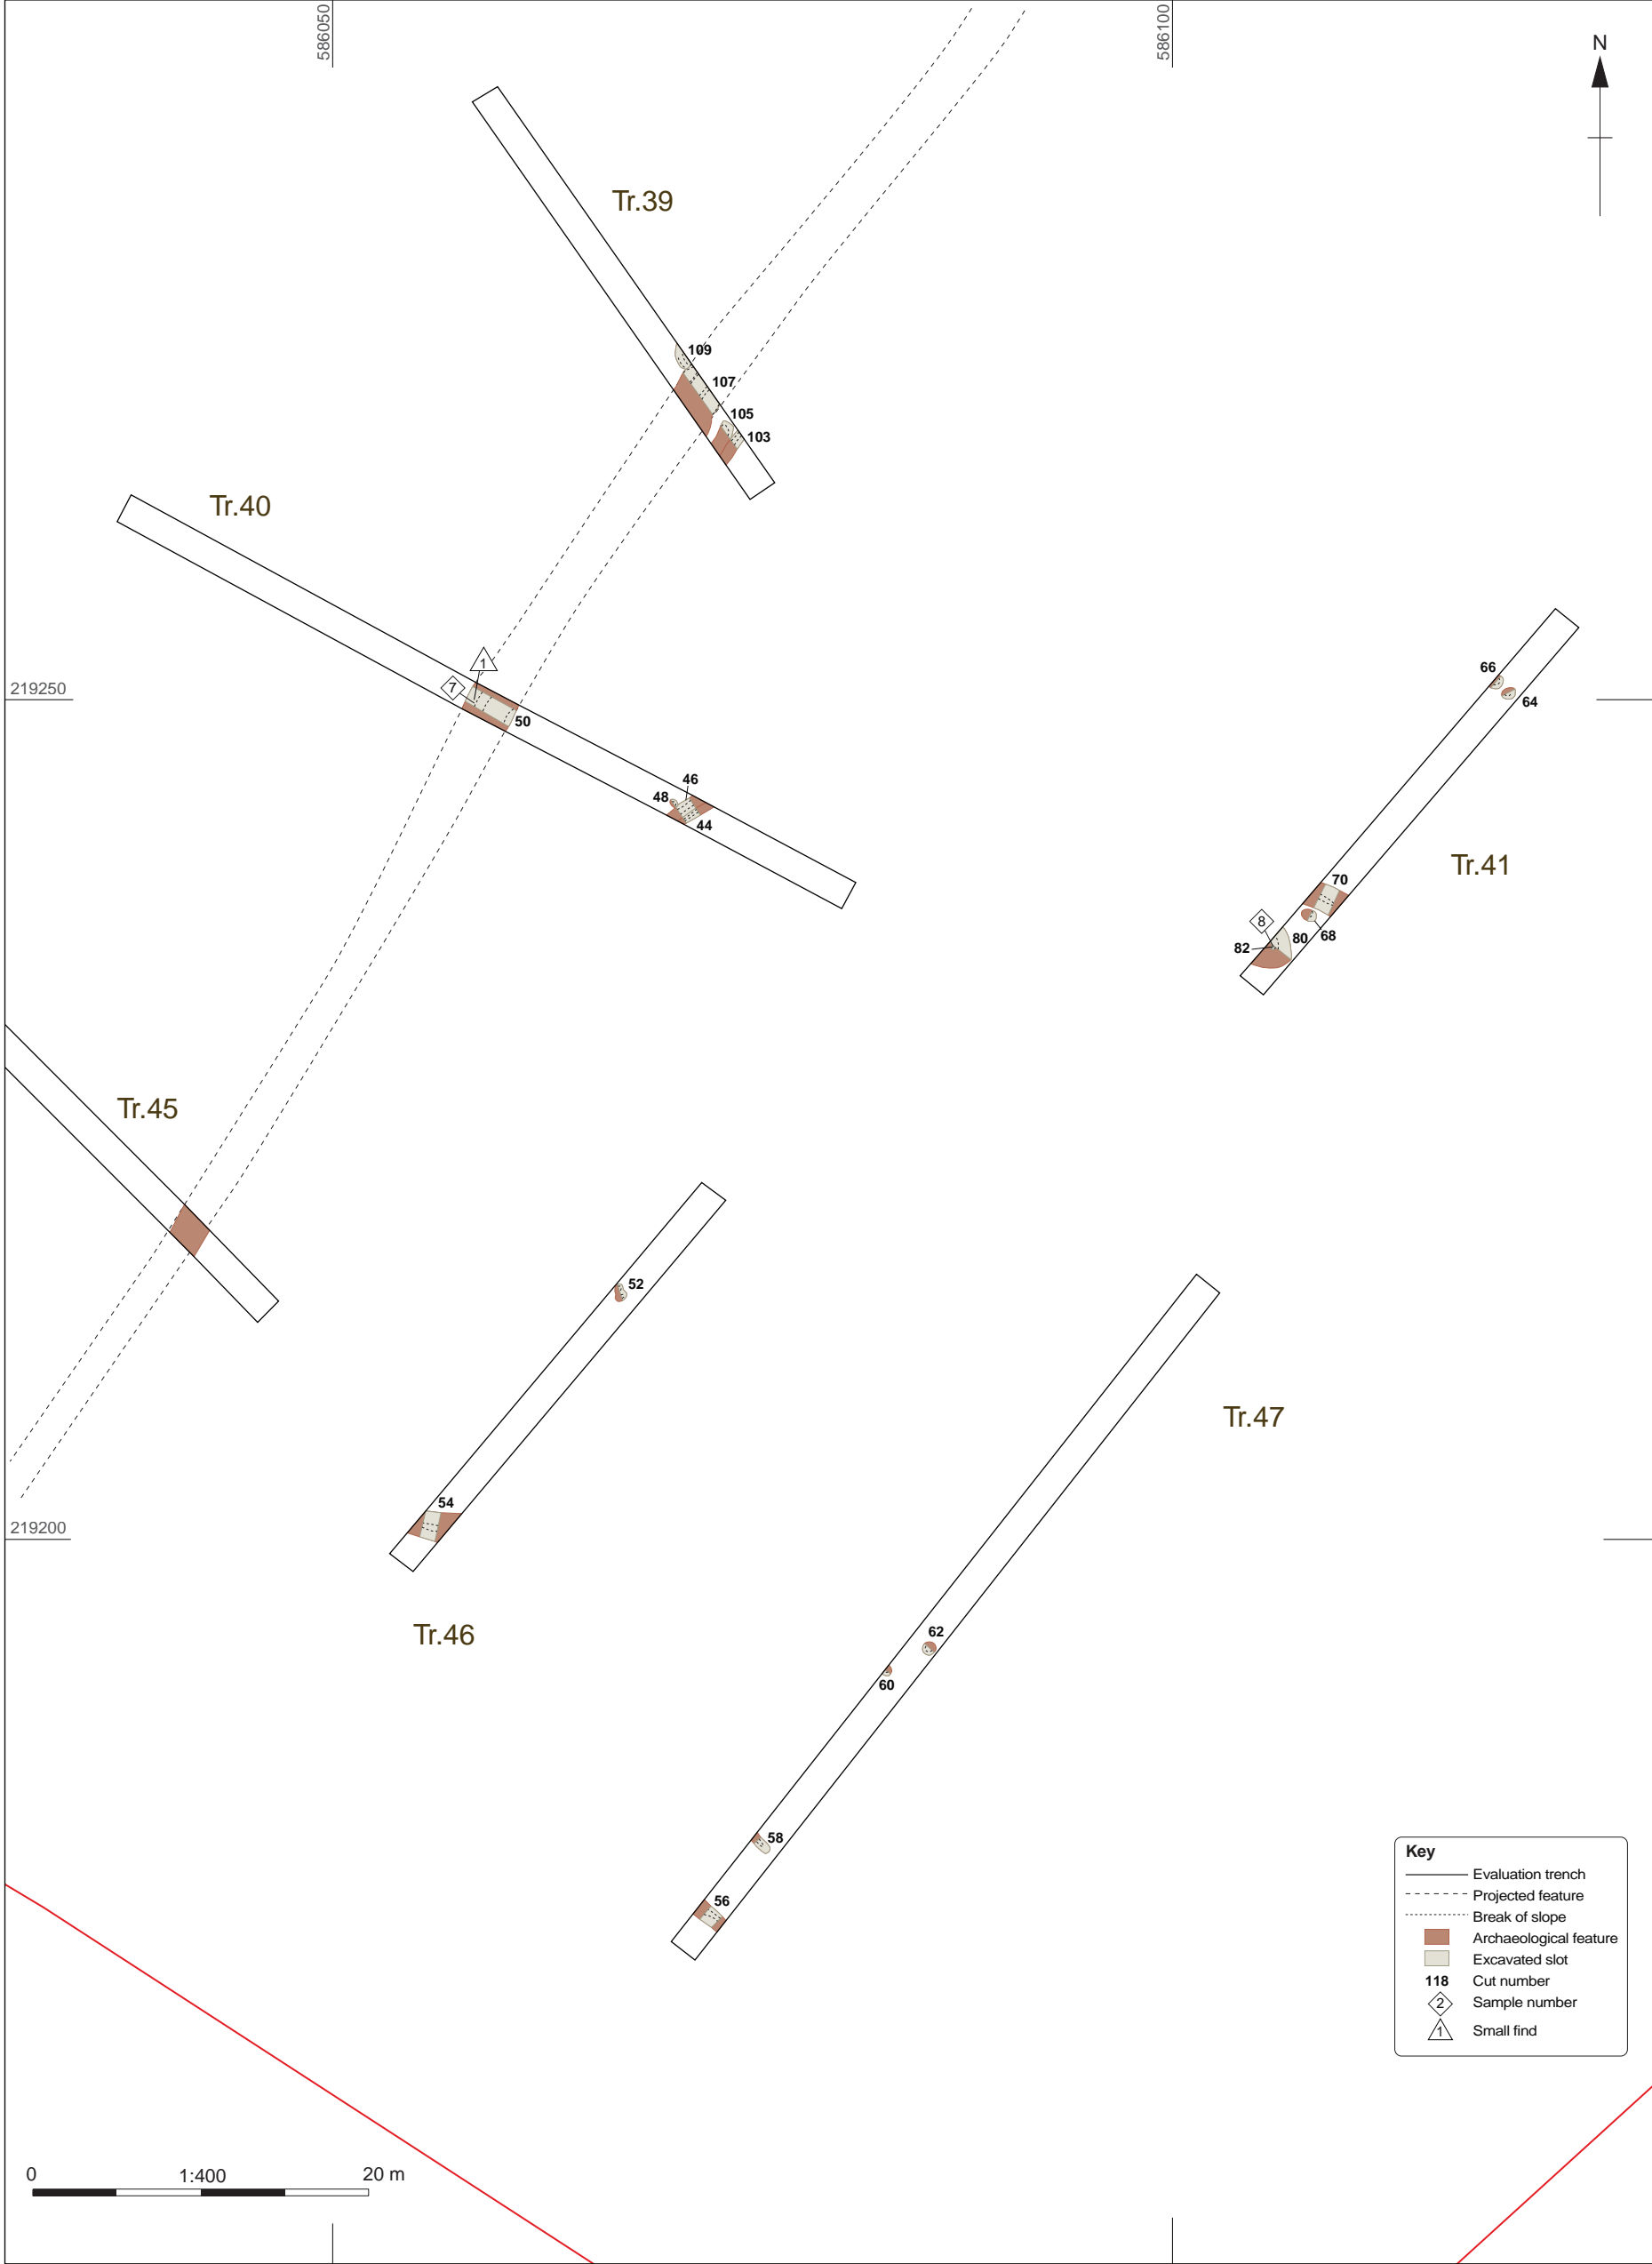 586050
586100
N
Tr.39
109
107
105
103
Tr.40
1
7
219250
50
46
48
44
66
64
Tr.41
70
8
82
80
68
Tr.45
52
Tr.47
54
219200
Tr.46
62
60
58
56
Key
Evaluation trench
Projected feature
Break of slope
Archaeological feature
Excavated slot
118 Cut number
2 Sample number
1 Small find
0 1:400 20 m